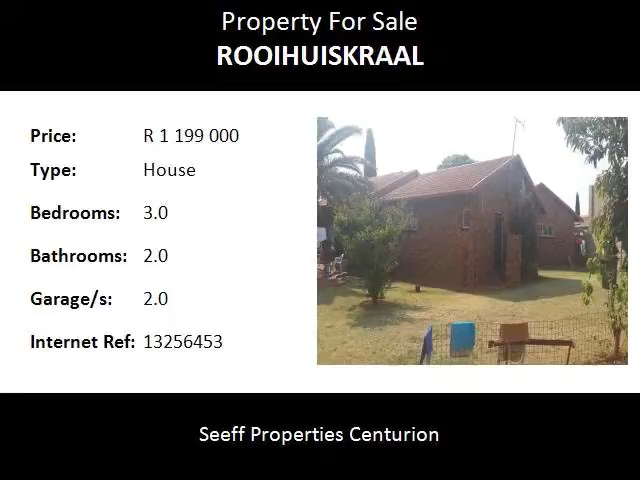 Property For Sale
ROOIHUISKRAAL
Price: R 1 199 000
Type: House
Bedrooms: 3.0
Bathrooms: 2.0
Garage/s: 2.0
Internet Ref: 13256453
Seeff Properties Centurion